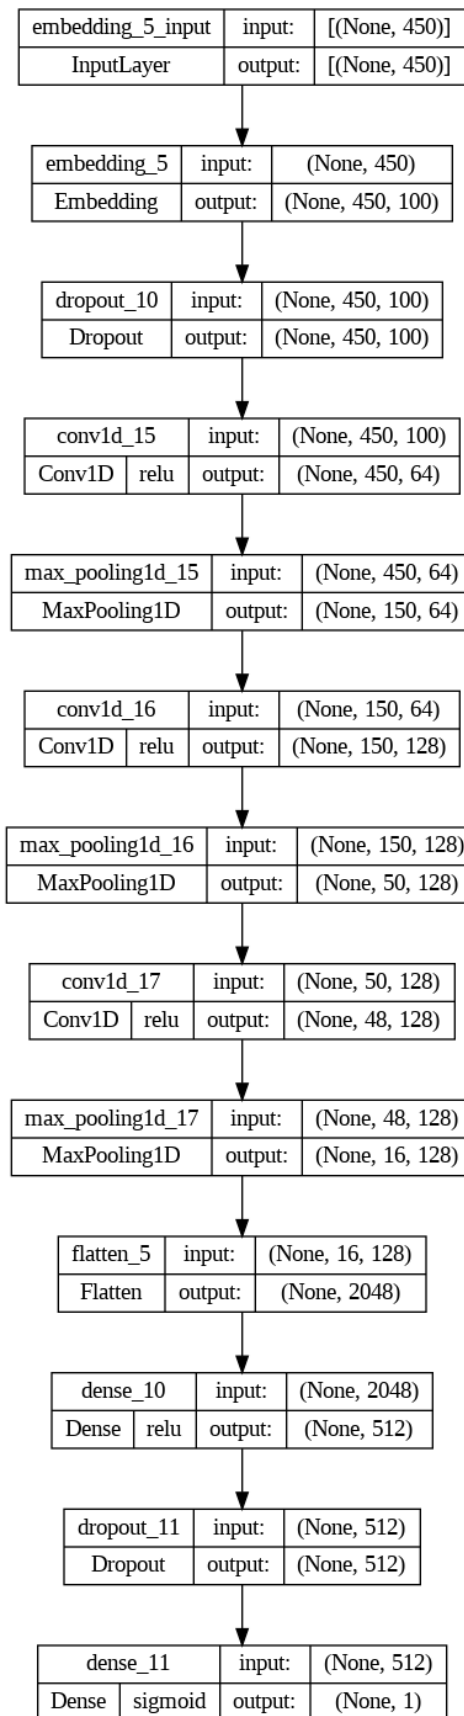 embedding_5_input input: [(None, 450)]
InputLayer output: [(None, 450)]
embedding_5 input: (None, 450)
Embedding output: (None, 450, 100)
dropout_10 input: (None, 450, 100)
Dropout output: (None, 450, 100)
conv1d_15 input: (None, 450, 100)
Conv1D relu output: (None, 450, 64)
max_pooling1d_15 input: (None, 450, 64)
MaxPooling1D output: (None, 150, 64)
conv1d_16 input: (None, 150, 64)
Conv1D relu output: (None, 150, 128)
max_pooling1d_16 input: (None, 150, 128)
MaxPooling1D output: (None, 50, 128)
conv1d_17 input: (None, 50, 128)
Conv1D relu output: (None, 48, 128)
max_pooling1d_17 input: (None, 48, 128)
MaxPooling1D output: (None, 16, 128)
flatten_5 input: (None, 16, 128)
Flatten output: (None, 2048)
dense_10 input: (None, 2048)
Dense relu output: (None, 512)
dropout_11 input: (None, 512)
Dropout output: (None, 512)
dense_11 input: (None, 512)
Dense sigmoid output: (None, 1)